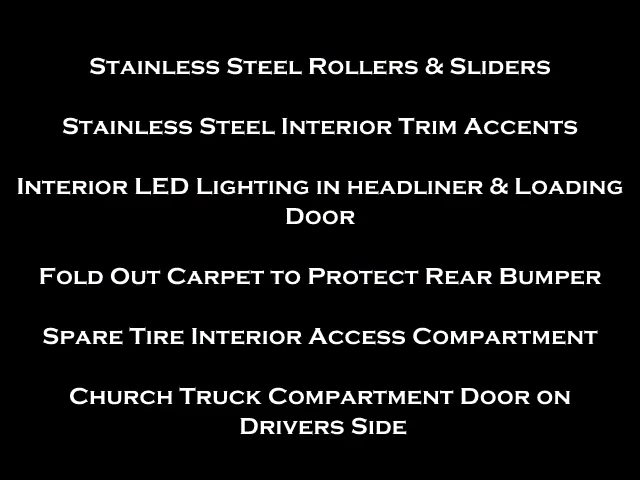 Stainless Steel Rollers & Sliders
Stainless Steel Interior Trim Accents
Interior LED Lighting in headliner & Loading
Door
Fold Out Carpet to Protect Rear Bumper
Spare Tire Interior Access Compartment
Church Truck Compartment Door on
Drivers Side